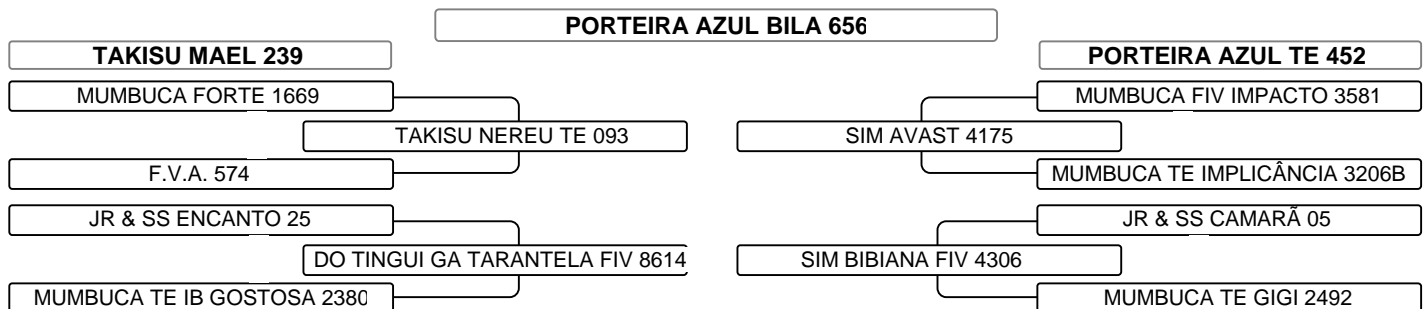 PORTEIRA AZUL BILA 656
TAKISU MAEL 239
PORTEIRA AZUL TE 452
MUMBUCA FORTE 1669
MUMBUCA FIV IMPACTO 3581
TAKISU NEREU TE 093
SIM AVAST 4175
F.V.A. 574
MUMBUCA TE IMPLICÂNCIA 3206B
JR & SS ENCANTO 25
JR & SS CAMARÃ 05
DO TINGUI GA TARANTELA FIV 8614
SIM BIBIANA FIV 4306
MUMBUCA TE IB GOSTOSA 2380
MUMBUCA TE GIGI 2492